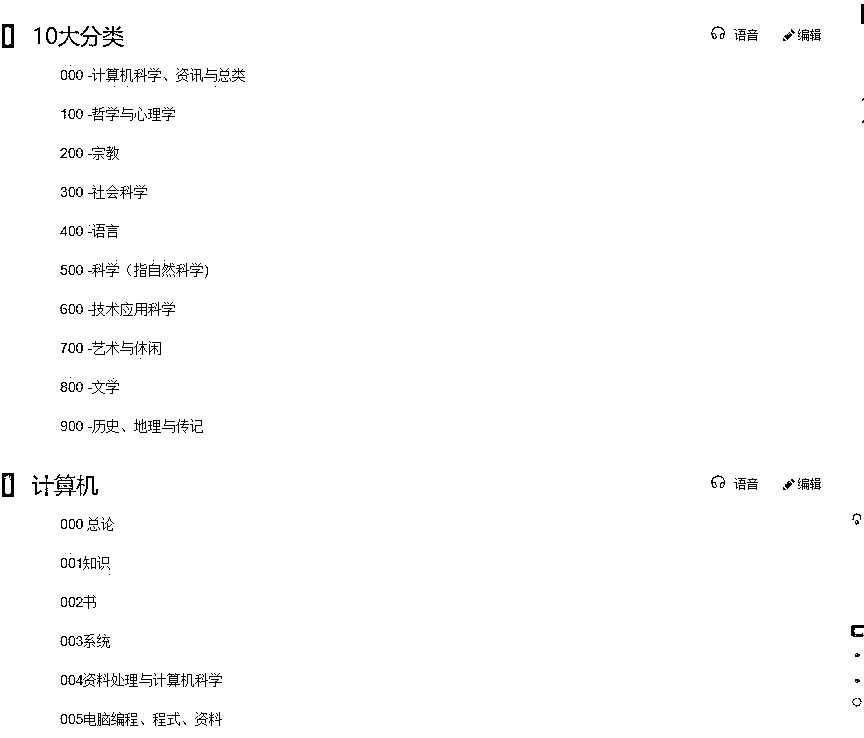 10大分类 语音 编辑
000 -计算机科学、资讯与总类
100 -哲学与心理学
200 -宗教
300 -社会科学
400 -语言
500 -科学（指自然科学)
600 -技术应用科学
700 -艺术与休闲
800 -文学
900 -历史、地理与传记
计算机 语音 编辑
000 总论
001知识
002书
003系统
004资料处理与计算机科学
005电脑编程、程式、资料